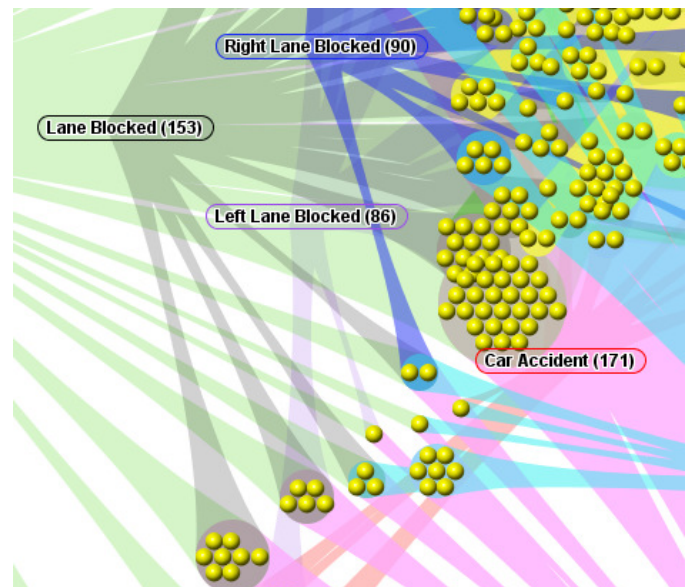 Right Lane Blocked (90)
Lane Blocked (153)
Left Lane Blocked (86)
Car Accident (171)